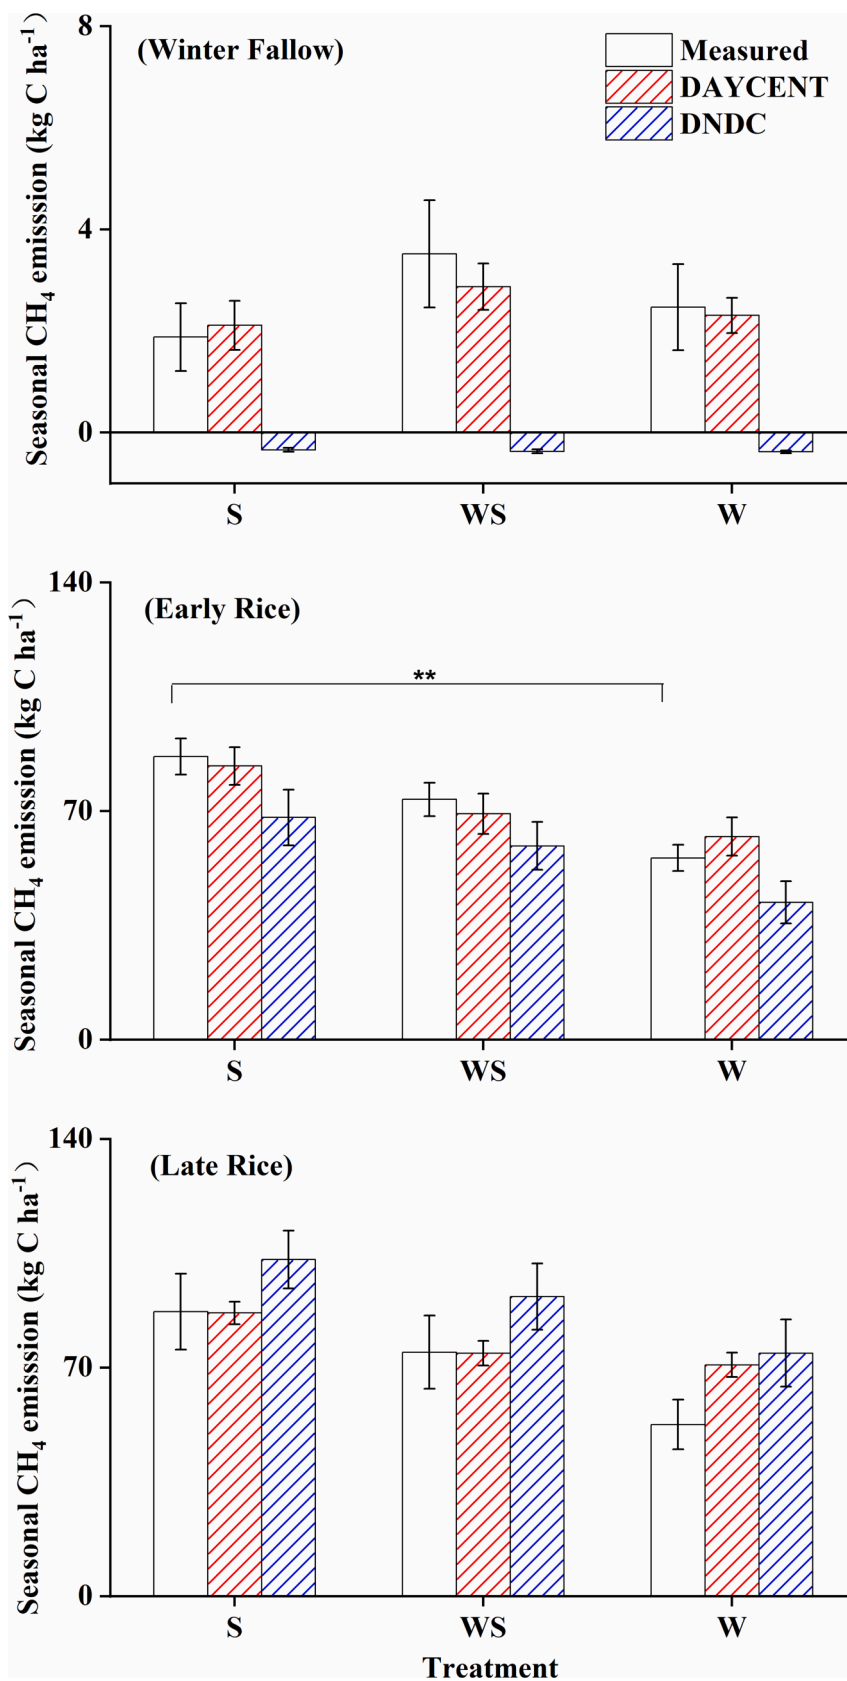 (Winter Fallow)
Measured
DAYCENT
DNDC
Seasonal CH₄ emisssion (kg C ha⁻¹)
8
4
0
S WS W
(Early Rice)
Seasonal CH₄ emisssion (kg C ha⁻¹)
140
**
70
0
S WS W
(Late Rice)
Seasonal CH₄ emisssion (kg C ha⁻¹)
140
70
0
S WS W
Treatment